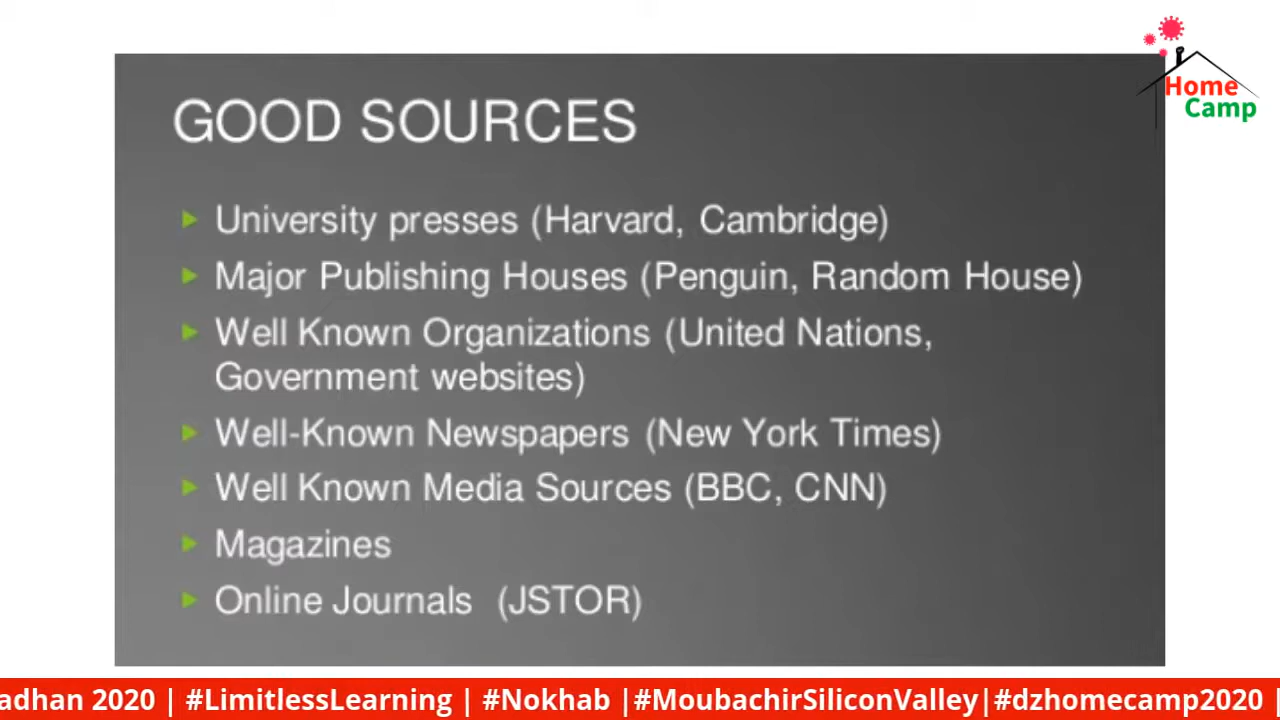 Home
Camp
GOOD SOURCES
University presses (Harvard, Cambridge)
Major Publishing Houses (Penguin, Random House)
Well Known Organizations (United Nations,
Government websites)
Well-Known Newspapers (New York Times)
Well Known Media Sources (BBC, CNN)
Magazines
Online Journals (JSTOR)
adhan 2020 | #LimitlessLearning | #Nokhab |#MoubachirSiliconValley|#dzhomecamp2020 |